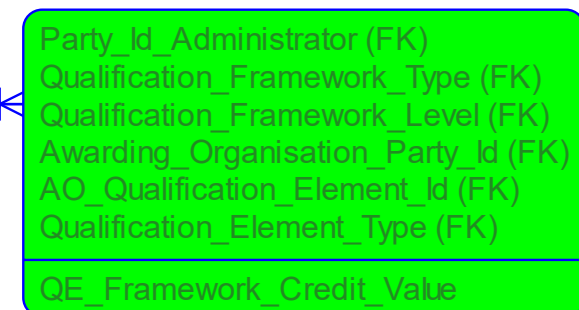 Party_Id_Administrator (FK)
Qualification_Framework_Type (FK)
Qualification_Framework_Level (FK)
Awarding_Organisation_Party_Id (FK)
AO_Qualification_Element_Id (FK)
Qualification_Element_Type (FK)
QE_Framework_Credit_Value